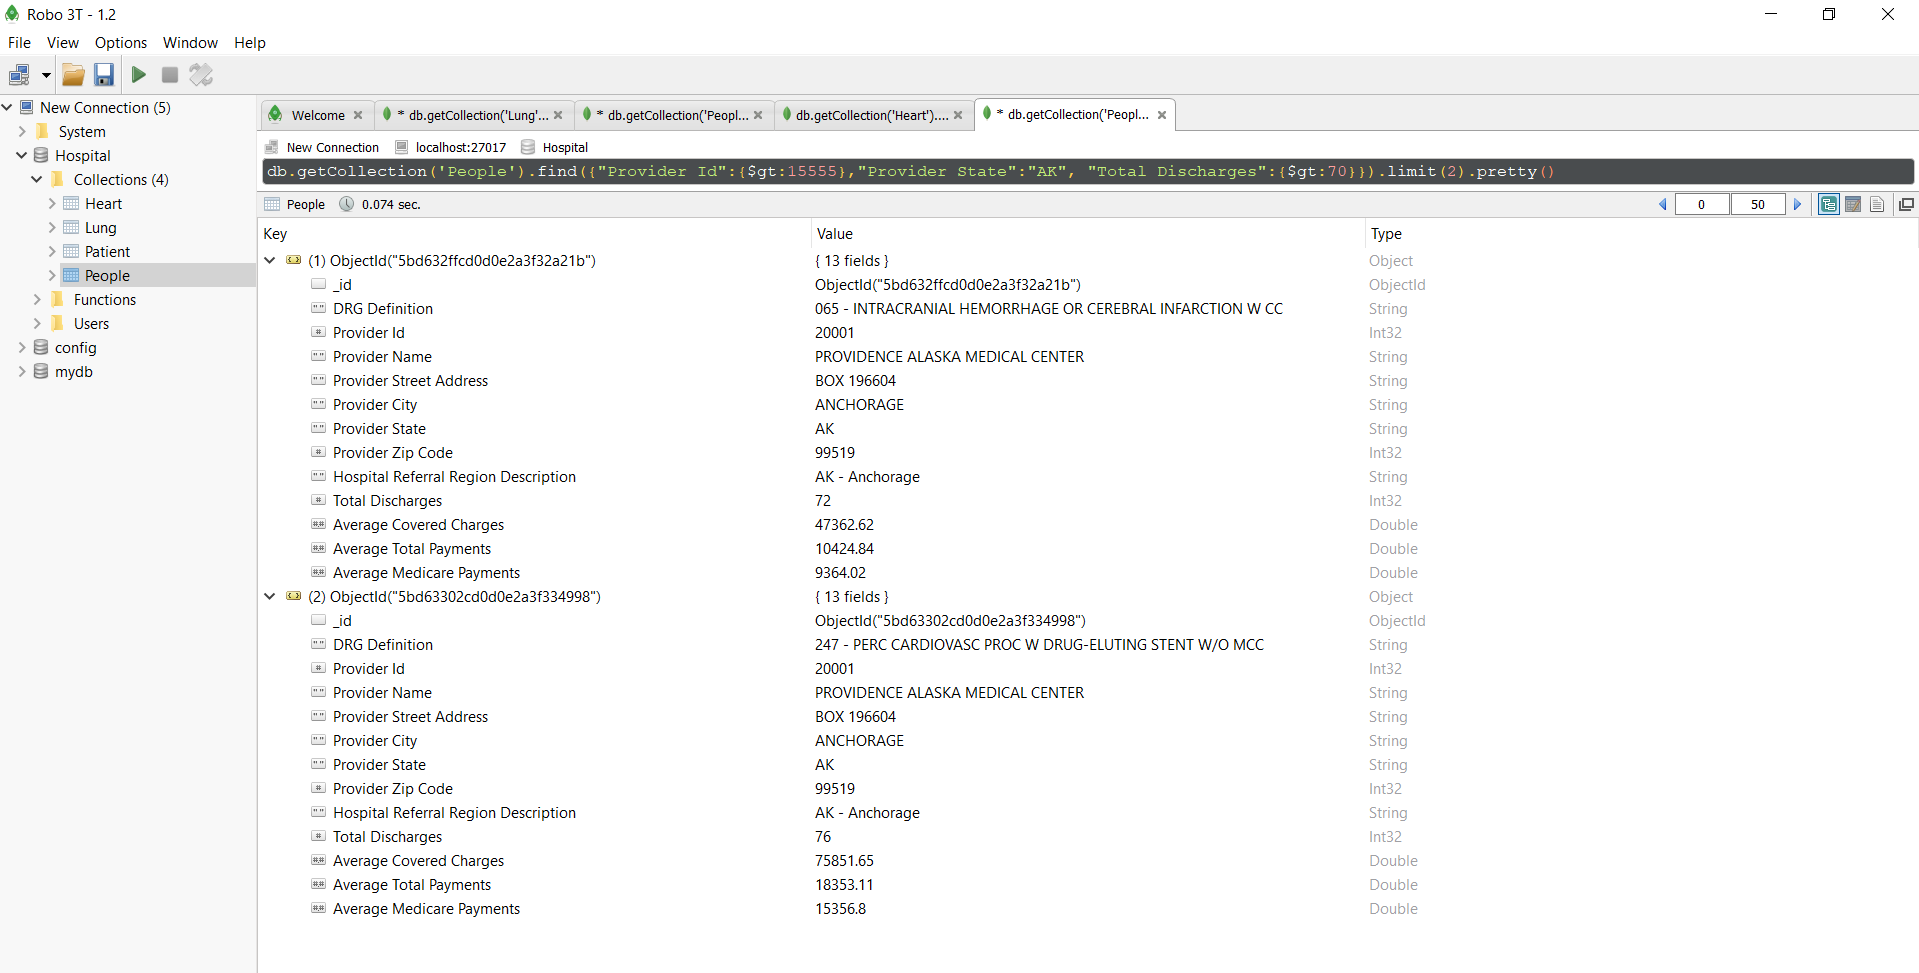 Robo 3T - 1.2
File View Options Window Help
New Connection (5)
System
Hospital
Collections (4)
Heart
Lung
Patient
People
Functions
Users
config
mydb
Welcome * db.getCollection('Lung'... * db.getCollection('Peopl... db.getCollection('Heart').... * db.getCollection('Peopl...
New Connection localhost:27017 Hospital
db.getCollection('People').find({"Provider Id":{$gt:15555},"Provider State":"AK", "Total Discharges":{$gt:70}}).limit(2).pretty()
People 0.074 sec. 0 50
Key Value Type
(1) ObjectId("5bd632ffcd0d0e2a3f32a21b") { 13 fields } Object
_id ObjectId("5bd632ffcd0d0e2a3f32a21b") ObjectId
DRG Definition 065 - INTRACRANIAL HEMORRHAGE OR CEREBRAL INFARCTION W CC String
Provider Id 20001 Int32
Provider Name PROVIDENCE ALASKA MEDICAL CENTER String
Provider Street Address BOX 196604 String
Provider City ANCHORAGE String
Provider State AK String
Provider Zip Code 99519 Int32
Hospital Referral Region Description AK - Anchorage String
Total Discharges 72 Int32
Average Covered Charges 47362.62 Double
Average Total Payments 10424.84 Double
Average Medicare Payments 9364.02 Double
(2) ObjectId("5bd63302cd0d0e2a3f334998") { 13 fields } Object
_id ObjectId("5bd63302cd0d0e2a3f334998") ObjectId
DRG Definition 247 - PERC CARDIOVASC PROC W DRUG-ELUTING STENT W/O MCC String
Provider Id 20001 Int32
Provider Name PROVIDENCE ALASKA MEDICAL CENTER String
Provider Street Address BOX 196604 String
Provider City ANCHORAGE String
Provider State AK String
Provider Zip Code 99519 Int32
Hospital Referral Region Description AK - Anchorage String
Total Discharges 76 Int32
Average Covered Charges 75851.65 Double
Average Total Payments 18353.11 Double
Average Medicare Payments 15356.8 Double